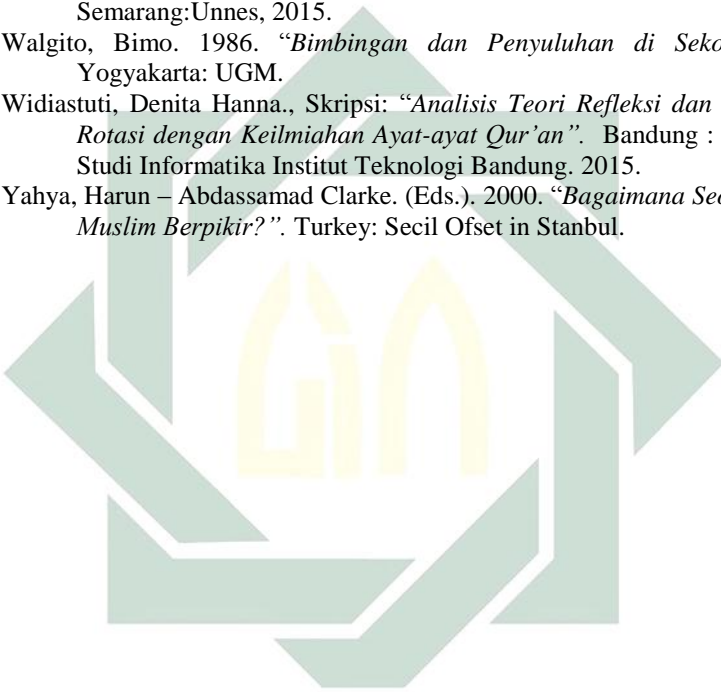 Semarang:Unnes, 2015.
Walgito, Bimo. 1986. “Bimbingan dan Penyuluhan di
Yogyakarta: UGM.
Widiastuti, Denita Hanna., Skripsi: “Analisis Teori Refleksi dan
Rotasi dengan Keilmiahan Ayat-ayat Qur’an”. Bandung :
Studi Informatika Institut Teknologi Bandung. 2015.
Yahya, Harun – Abdassamad Clarke. (Eds.). 2000. “Bagaimana
Muslim Berpikir?”. Turkey: Secil Ofset in Stanbul.